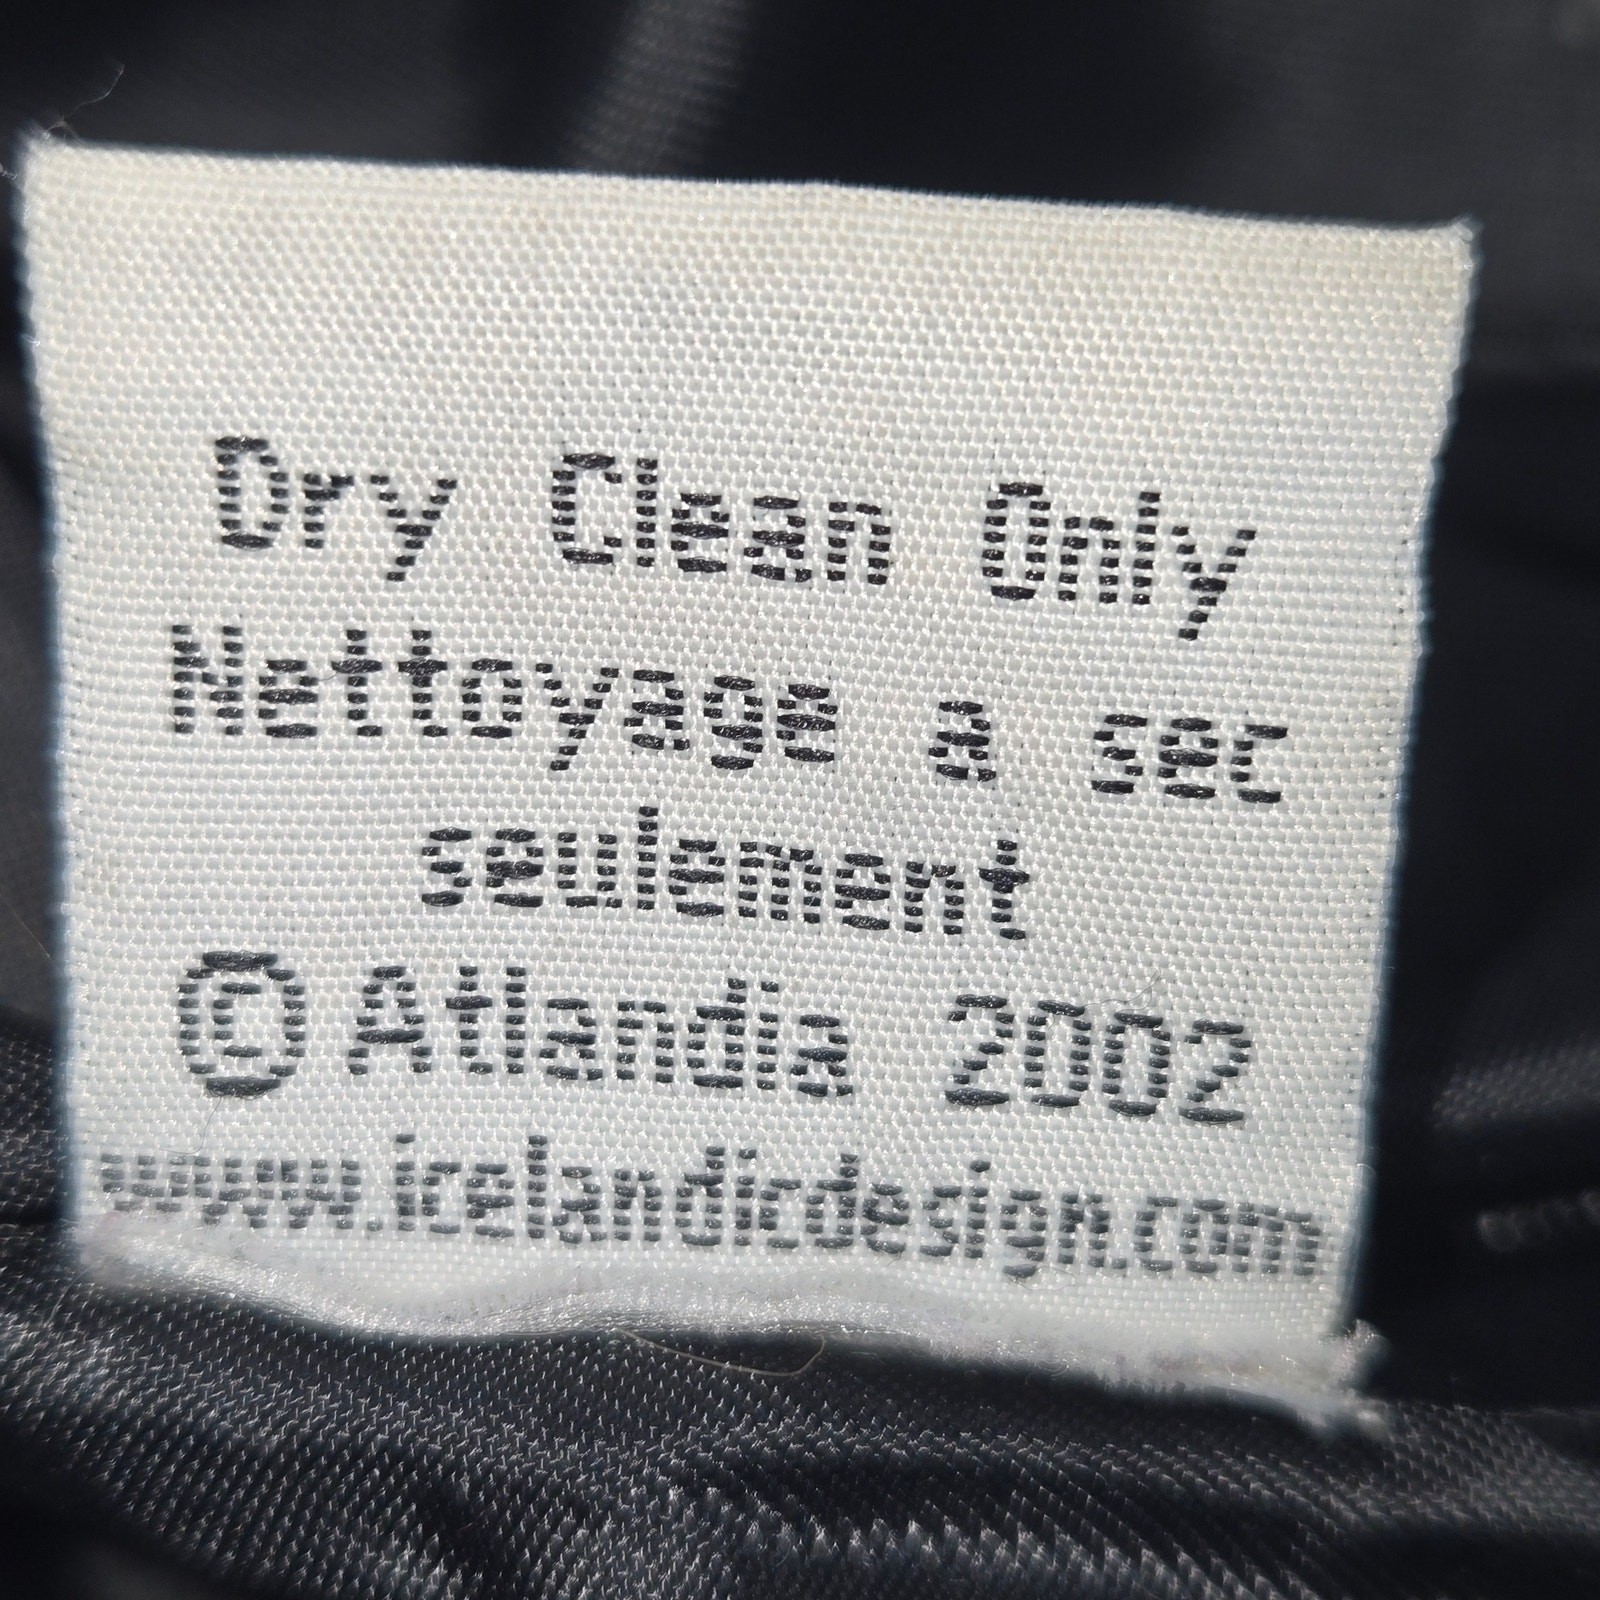 Dry Clean Only
Nettoyage a sec
seulement
© Atlandia 2002
www.icelandicdesign.com